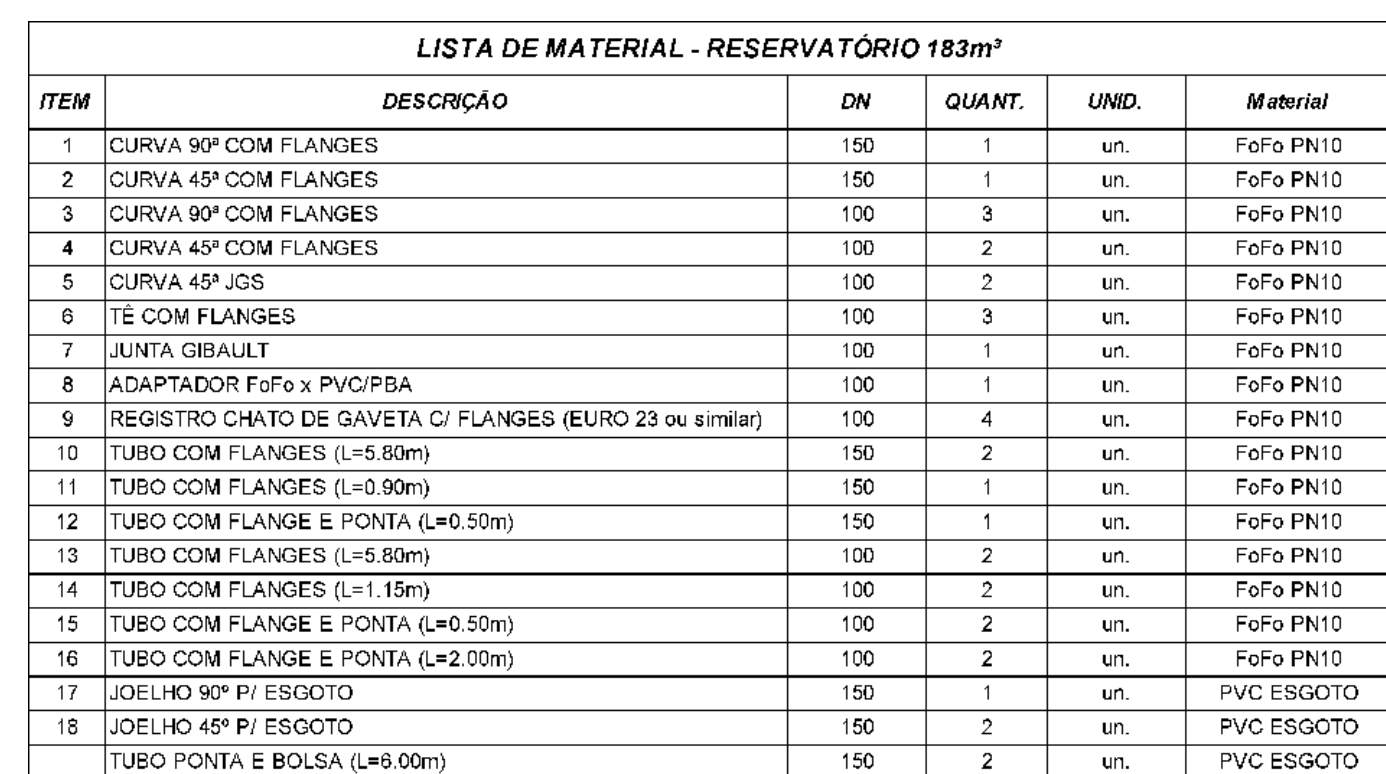 LISTA DE MATERIAL - RESERVATÓRIO 183m³
ITEM DESCRIÇÃO DN QUANT. UNID. Material
1 CURVA 90ª COM FLANGES 150 1 un. FoFo PN10
2 CURVA 45ª COM FLANGES 150 1 un. FoFo PN10
3 CURVA 90ª COM FLANGES 100 3 un. FoFo PN10
4 CURVA 45ª COM FLANGES 100 2 un. FoFo PN10
5 CURVA 45ª JGS 100 2 un. FoFo PN10
6 TÊ COM FLANGES 100 3 un. FoFo PN10
7 JUNTA GIBAULT 100 1 un. FoFo PN10
8 ADAPTADOR FoFo x PVC/PBA 100 1 un. FoFo PN10
9 REGISTRO CHATO DE GAVETA C/ FLANGES (EURO 23 ou similar) 100 4 un. FoFo PN10
10 TUBO COM FLANGES (L=5.80m) 150 2 un. FoFo PN10
11 TUBO COM FLANGES (L=0.90m) 150 1 un. FoFo PN10
12 TUBO COM FLANGE E PONTA (L=0.50m) 150 1 un. FoFo PN10
13 TUBO COM FLANGES (L=5.80m) 100 2 un. FoFo PN10
14 TUBO COM FLANGES (L=1.15m) 100 2 un. FoFo PN10
15 TUBO COM FLANGE E PONTA (L=0.50m) 100 2 un. FoFo PN10
16 TUBO COM FLANGE E PONTA (L=2.00m) 100 2 un. FoFo PN10
17 JOELHO 90º P/ ESGOTO 150 1 un. PVC ESGOTO
18 JOELHO 45º P/ ESGOTO 150 2 un. PVC ESGOTO
TUBO PONTA E BOLSA (L=6.00m) 150 2 un. PVC ESGOTO